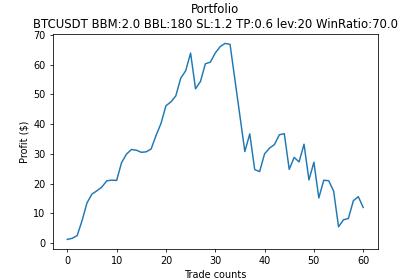 Portfolio
BTCUSDT BBM:2.0 BBL:180 SL:1.2 TP:0.6 lev:20 WinRatio:70.0
70
60
50
40
30
20
10
0
Profit ($)
0 10 20 30 40 50 60
Trade counts